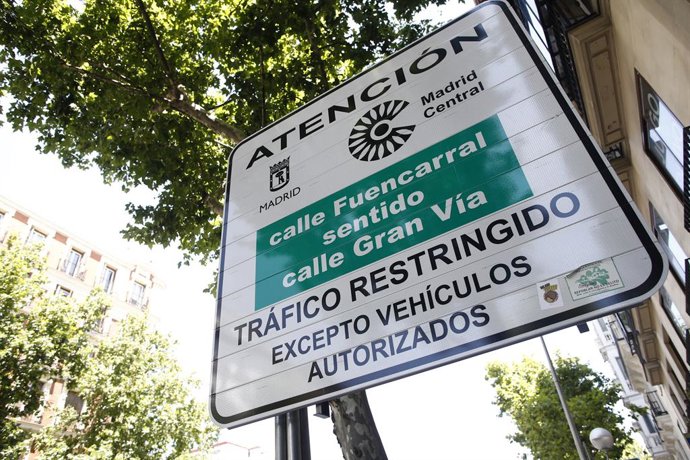 ATENCIÓN
MADRID
Madrid
Central
calle Fuencarral
sentido
calle Gran Vía
TRÁFICO RESTRINGIDO
EXCEPTO VEHÍCULOS
AUTORIZADOS